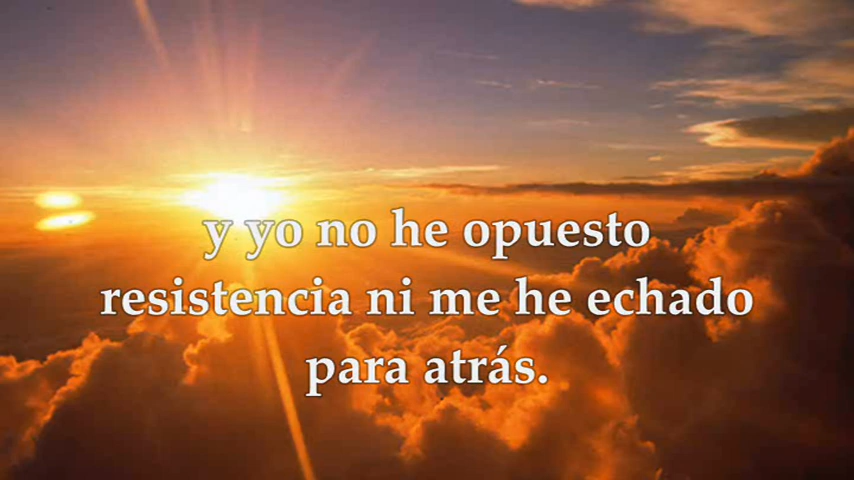 y yo no he opuesto
resistencia ni me he echado
para atrás.